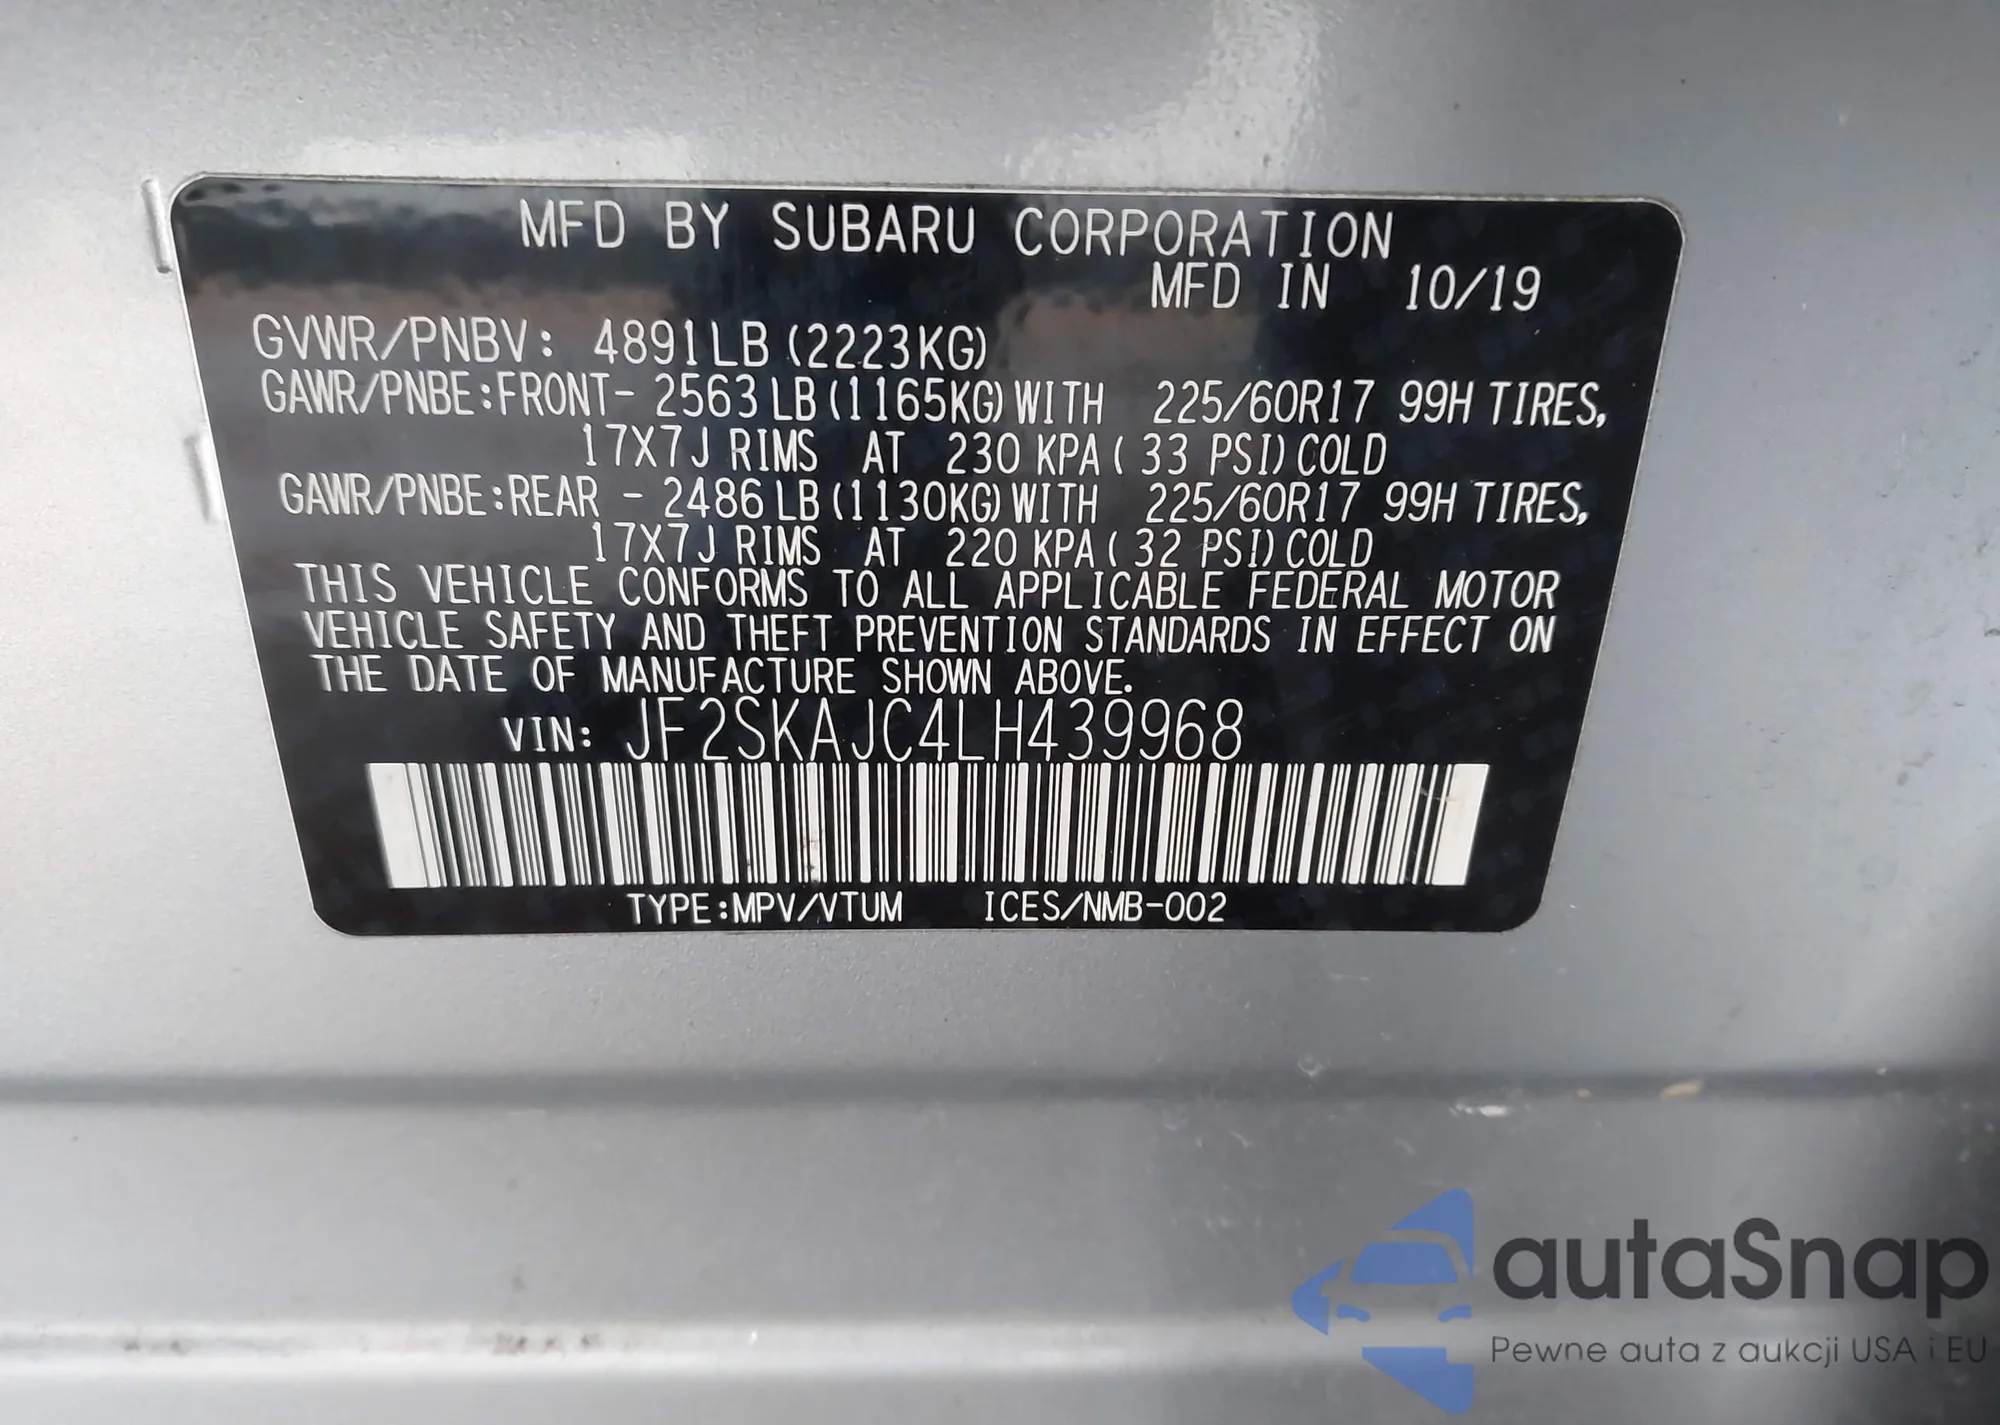 MFD BY SUBARU CORPORATION
MFD IN 10/19
GVWR/PNBV: 4891LB (2223KG)
GAWR/PNBE:FRONT- 2563LB(1165KG)WITH 225/60R17 99H TIRES,
17X7J RIMS AT 230 KPA( 33 PSI)COLD
GAWR/PNBE:REAR - 2486LB(1130KG)WITH 225/60R17 99H TIRES,
17X7J RIMS AT 220 KPA( 32 PSI)COLD
THIS VEHICLE CONFORMS TO ALL APPLICABLE FEDERAL MOTOR
VEHICLE SAFETY AND THEFT PREVENTION STANDARDS IN EFFECT ON
THE DATE OF MANUFACTURE SHOWN ABOVE.
VIN: JF2SKAJC4LH439968
TYPE:MPV/VTUM ICES/NMB-002
autaSnap
Pewne auta z aukcji USA i EU